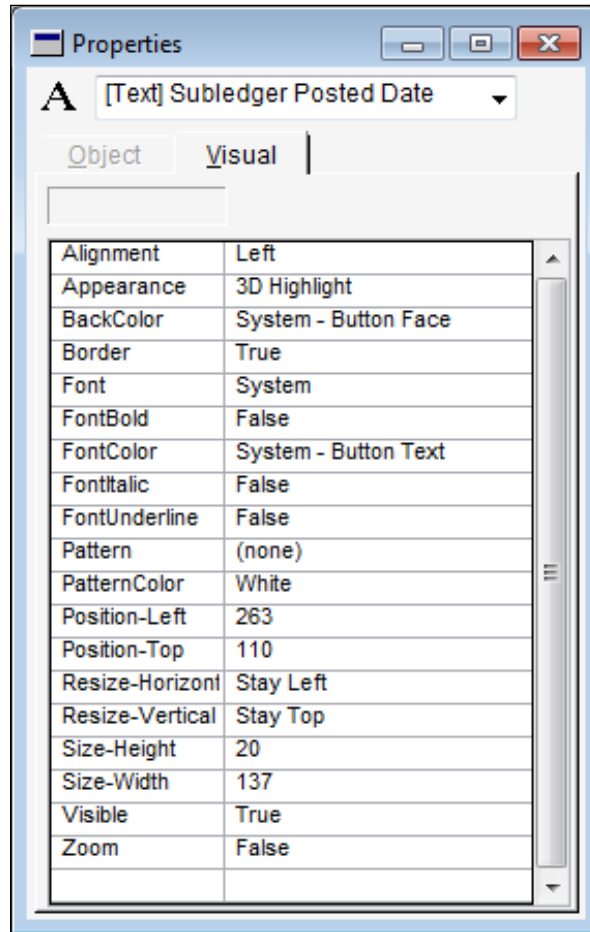 Properties
A [Text] Subledger Posted Date
Object Visual
Alignment Left
Appearance 3D Highlight
BackColor System - Button Face
Border True
Font System
FontBold False
FontColor System - Button Text
FontItalic False
FontUnderline False
Pattern (none)
PatternColor White
Position-Left 263
Position-Top 110
Resize-Horizont Stay Left
Resize-Vertical Stay Top
Size-Height 20
Size-Width 137
Visible True
Zoom False